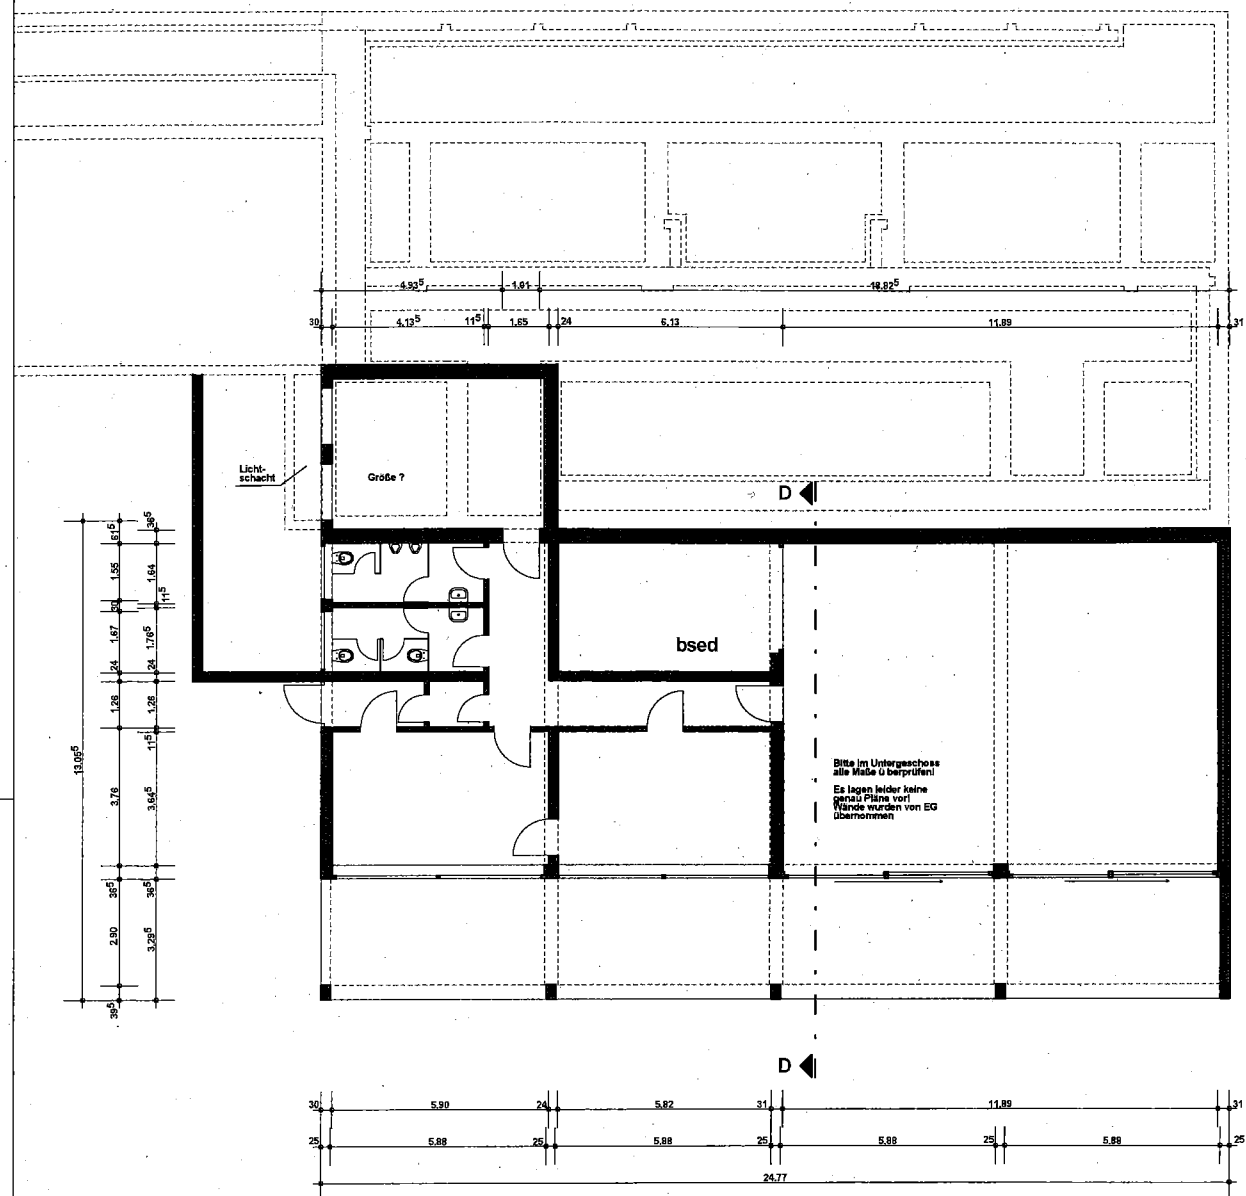 4.93⁵ 1.01 18.82⁵
30 4.13⁵ 11⁵ 1.65 24 6.13 11.89 31
Licht-
schacht
Größe ?
D
61⁵ 1.55 30 1.67 24 1.26 3.76 36⁵ 2.90 39⁵
36⁵ 1.64 11⁵ 1.76⁵ 24 1.26 11⁵ 3.64⁵ 36⁵ 3.29⁵
13.05⁵
bsed
Bitte im Untergeschoss
alle Maße ü berprüfen!
Es lagen leider keine
genau Pläne vor!
Wände wurden von EG
übernommen
D
30 5.90 24 5.82 31 11.89 31
25 5.88 25 5.88 25 5.88 25 5.88 25
24.77